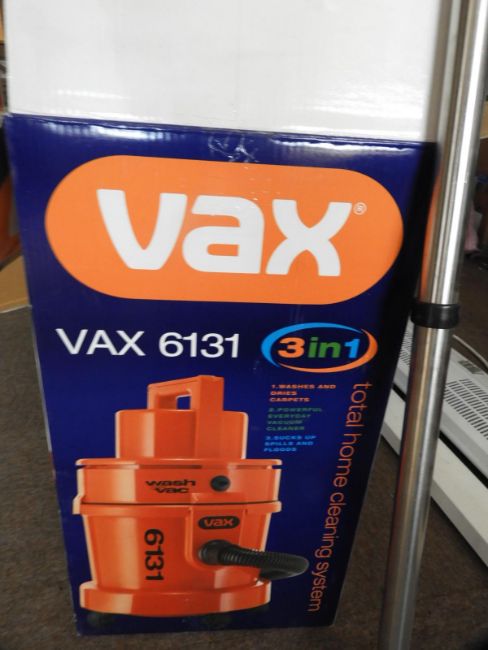 vax®
VAX 6131
3in1
1.WASHES AND
DRIES
CARPETS
2.POWERFUL
EVERYDAY
VACUUM
CLEANER
3.SUCKS UP
SPILLS AND
FLOODS
total home cleaning system
wash
vac
vax
6131